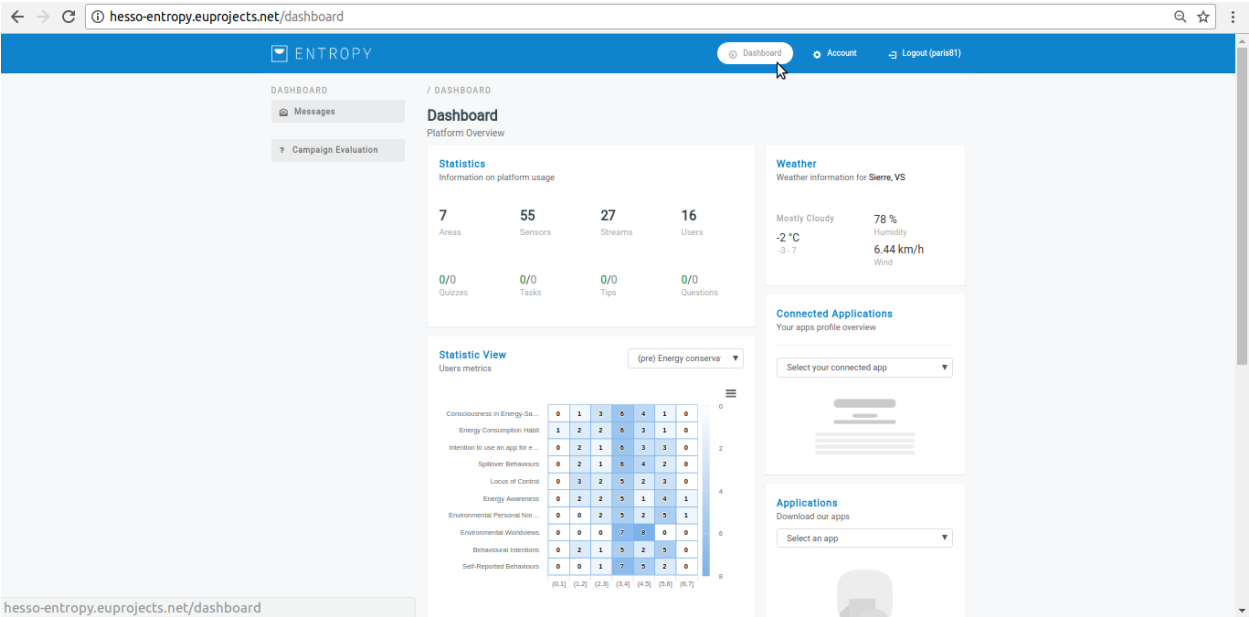 hesso-entropy.euprojects.net/dashboard
ENTROPY
Dashboard
Account
Logout (paris81)
DASHBOARD
Messages
? Campaign Evaluation
/ DASHBOARD
Dashboard
Platform Overview
Statistics
Information on platform usage
7 55 27 16
Areas Sensors Streams Users
0/0 0/0 0/0 0/0
Quizzes Tasks Tips Questions
Weather
Weather information for Sierre, VS
Mostly Cloudy 78 %
Humidity
-2 °C
-3 - 7
6.44 km/h
Wind
Connected Applications
Your apps profile overview
Select your connected app
Applications
Download our apps
Select an app
Statistic View
Users metrics
(pre) Energy conserva
Consciousness in Energy-Sa... 0 1 3 6 4 1 0
Energy Consumption Habit 1 2 2 6 3 1 0
Intention to use an app for e... 0 2 1 6 3 3 0
Spillover Behaviours 0 2 1 6 4 2 0
Locus of Control 0 3 2 5 2 3 0
Energy Awareness 0 2 2 5 1 4 1
Environmental Personal Nor... 0 0 2 5 2 5 1
Environmental Worldviews 0 0 0 7 8 0 0
Behavioural Intentions 0 2 1 5 2 5 0
Self-Reported Behaviours 0 0 1 7 5 2 0
(0,1] (1,2] (2,3] (3,4] (4,5] (5,6] (6,7]
0
2
4
6
8
hesso-entropy.euprojects.net/dashboard